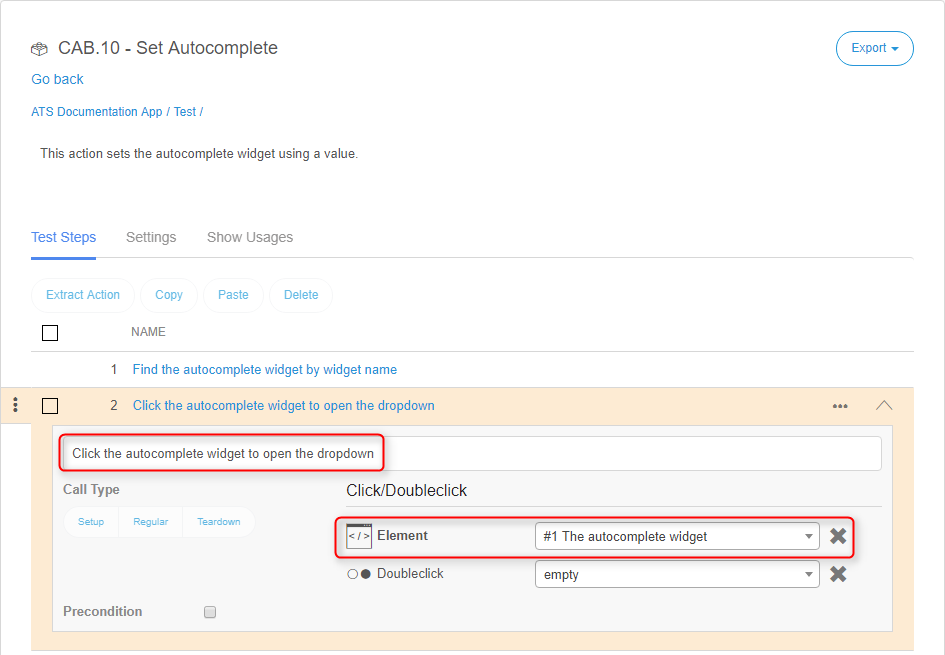 CAB.10 - Set Autocomplete
Export
Go back
ATS Documentation App / Test /
This action sets the autocomplete widget using a value.
Test Steps Settings Show Usages
Extract Action Copy Paste Delete
NAME
1 Find the autocomplete widget by widget name
2 Click the autocomplete widget to open the dropdown
Click the autocomplete widget to open the dropdown
Call Type Click/Doubleclick
Setup Regular Teardown
</> Element #1 The autocomplete widget
Doubleclick empty
Precondition